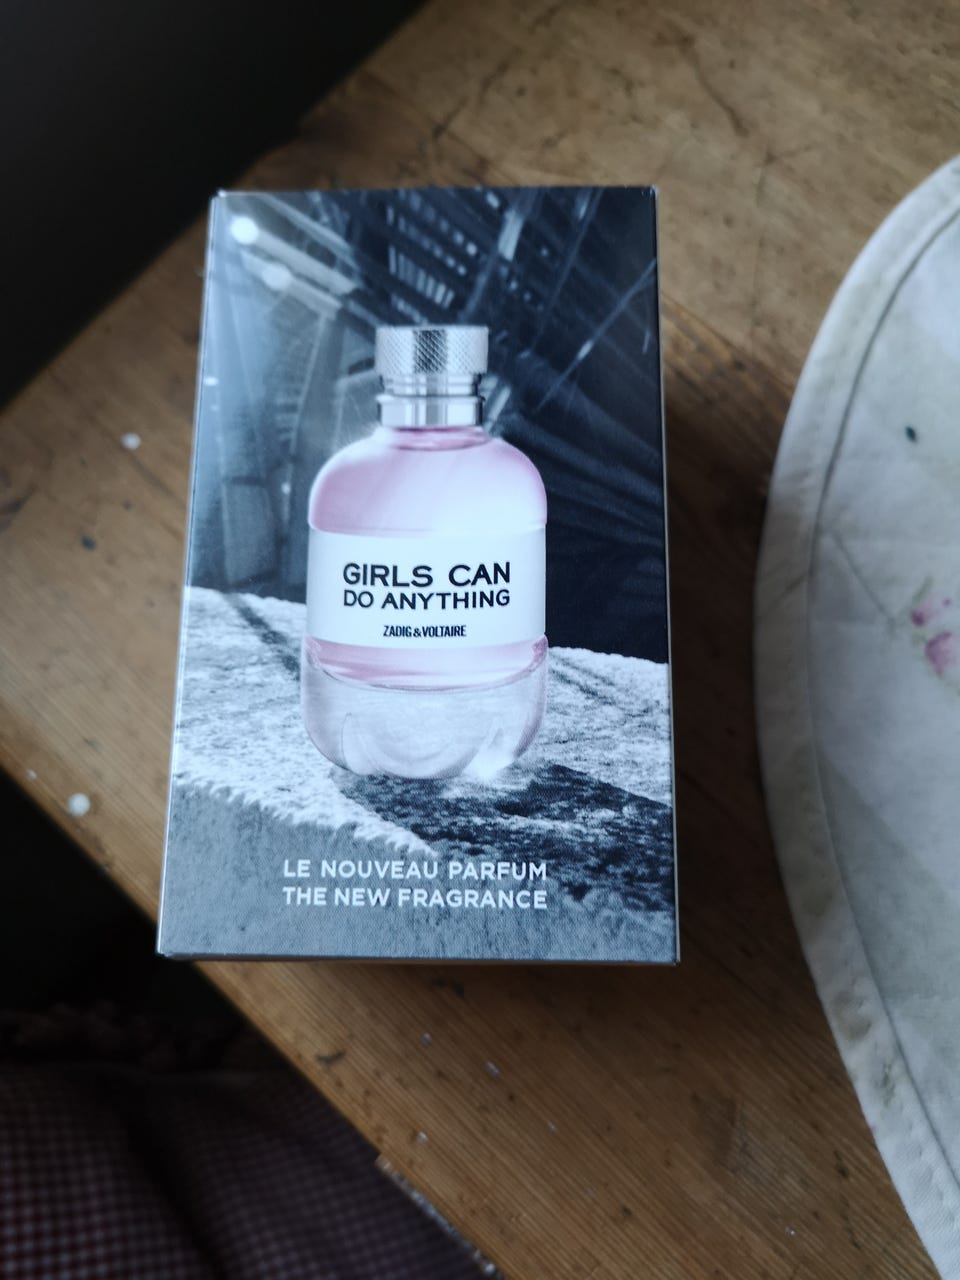 GIRLS CAN
DO ANYTHING
ZADIG & VOLTAIRE
LE NOUVEAU PARFUM
THE NEW FRAGRANCE